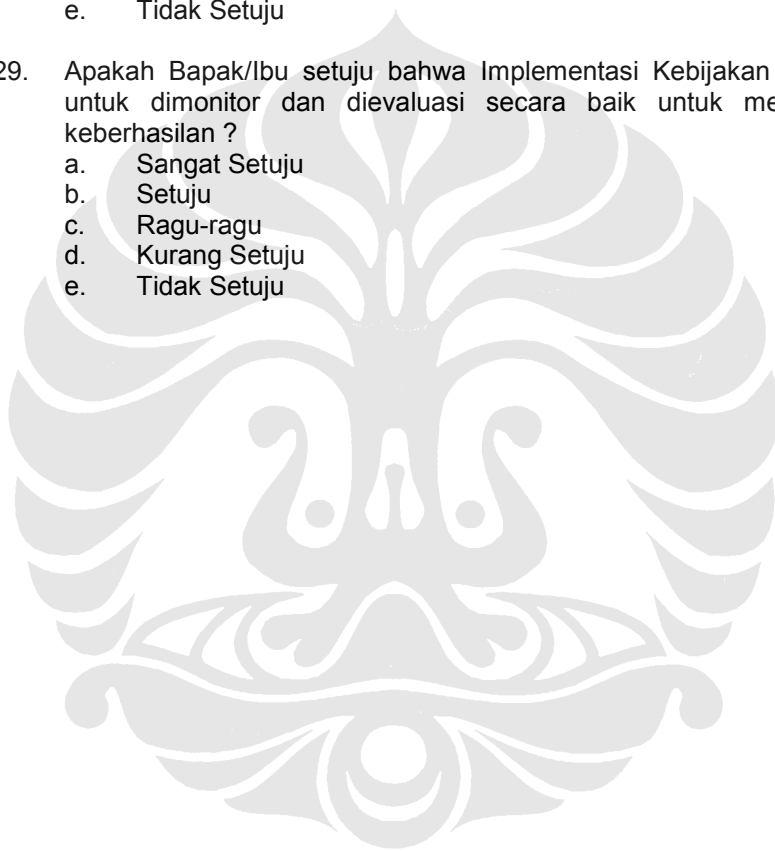 e. Tidak Setuju
29. Apakah Bapak/Ibu setuju bahwa Implementasi Kebijakan
untuk dimonitor dan dievaluasi secara baik untuk
keberhasilan ?
a. Sangat Setuju
b. Setuju
c. Ragu-ragu
d. Kurang Setuju
e. Tidak Setuju